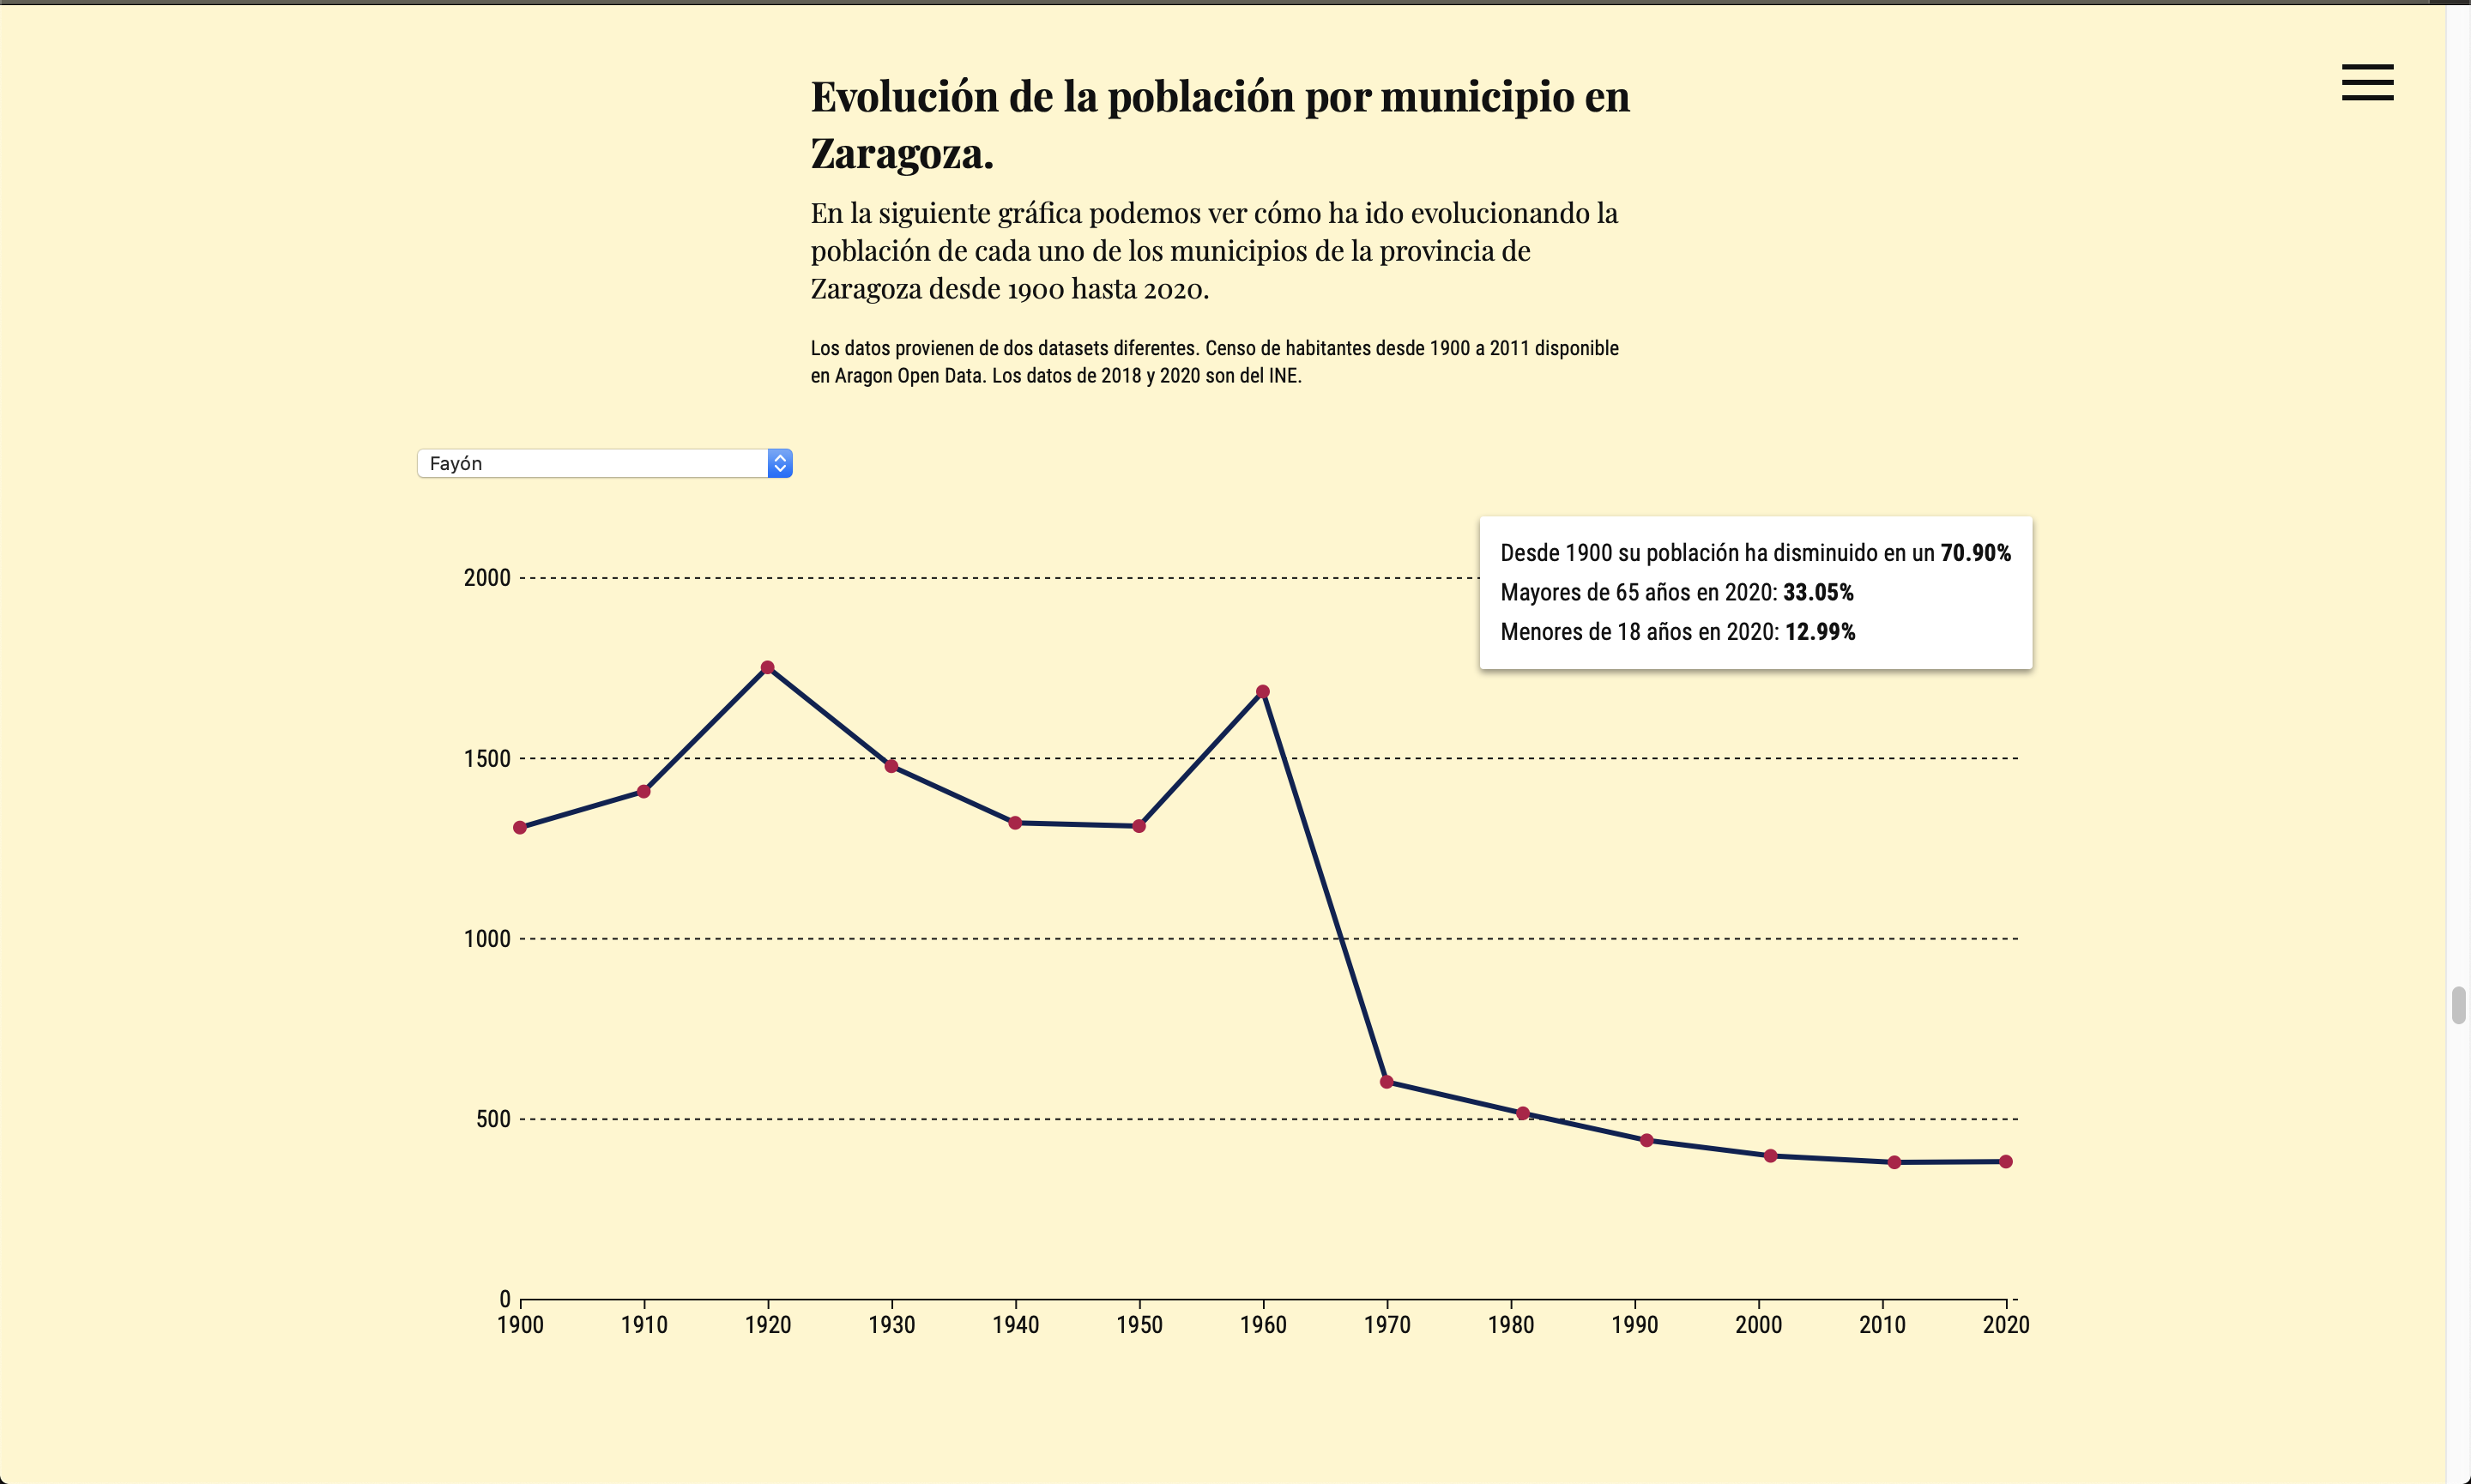 Evolución de la población por municipio en
Zaragoza.
En la siguiente gráfica podemos ver cómo ha ido evolucionando la
población de cada uno de los municipios de la provincia de
Zaragoza desde 1900 hasta 2020.
Los datos provienen de dos datasets diferentes. Censo de habitantes desde 1900 a 2011 disponible
en Aragon Open Data. Los datos de 2018 y 2020 son del INE.
Fayón
Desde 1900 su población ha disminuido en un 70.90%
Mayores de 65 años en 2020: 33.05%
Menores de 18 años en 2020: 12.99%
2000
1500
1000
500
0
1900 1910 1920 1930 1940 1950 1960 1970 1980 1990 2000 2010 2020